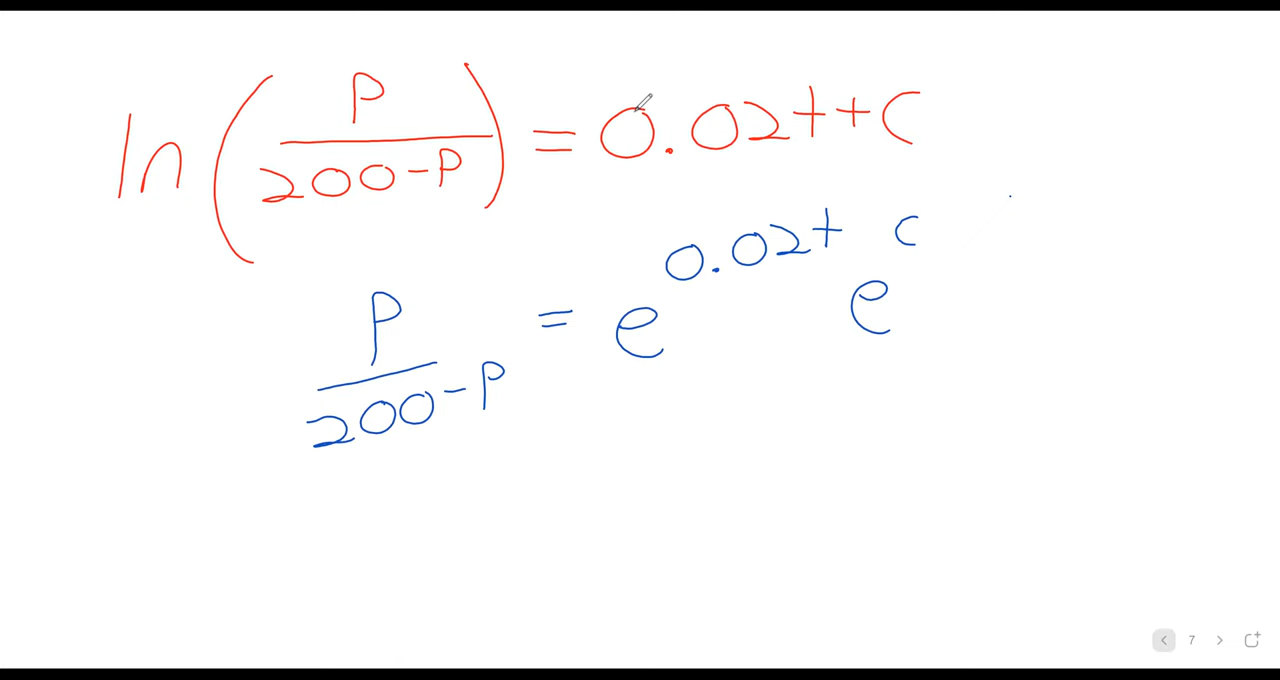 ln(P/(200-P)) = 0.02t+C
P/(200-P) = e^0.02t e^C
7